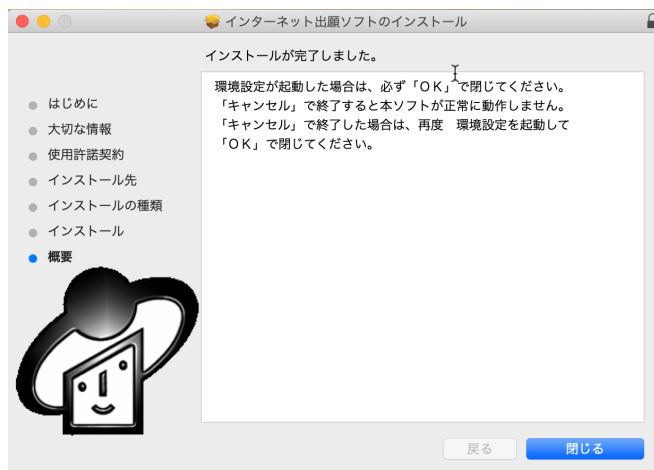 インターネット出願ソフトのインストール
インストールが完了しました。
はじめに
大切な情報
使用許諾契約
インストール先
インストールの種類
インストール
概要
環境設定が起動した場合は、必ず「ＯＫ」で閉じてください。
「キャンセル」で終了すると本ソフトが正常に動作しません。
「キャンセル」で終了した場合は、再度　環境設定を起動して
「ＯＫ」で閉じてください。
戻る
閉じる